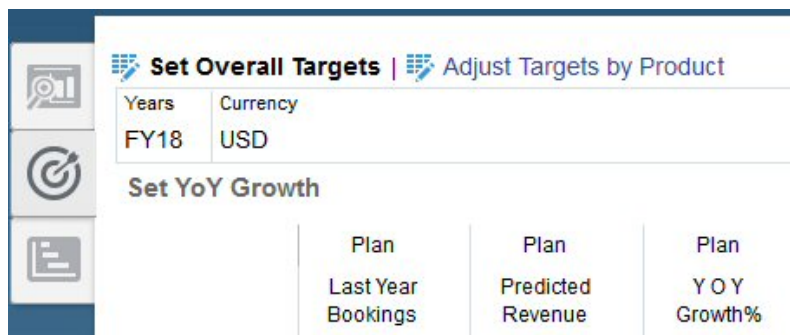 Set Overall Targets | Adjust Targets by Product
Years Currency
FY18 USD
Set YoY Growth
Plan Plan Plan
Last Year Predicted Y O Y
Bookings Revenue Growth%